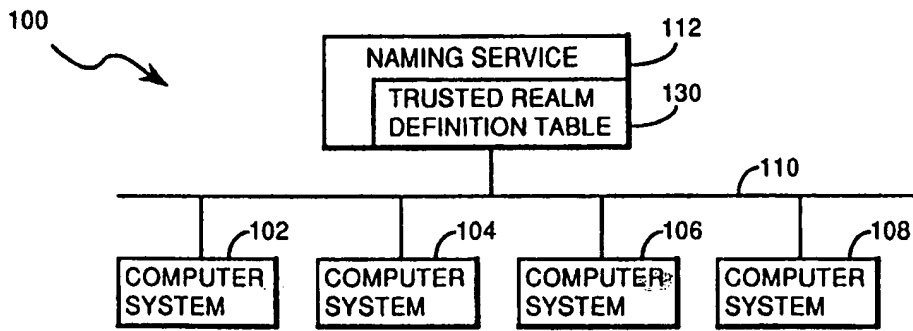 100
NAMING SERVICE
112
TRUSTED REALM
DEFINITION TABLE
130
110
102
104
106
108
COMPUTER
SYSTEM
COMPUTER
SYSTEM
COMPUTER
SYSTEM
COMPUTER
SYSTEM